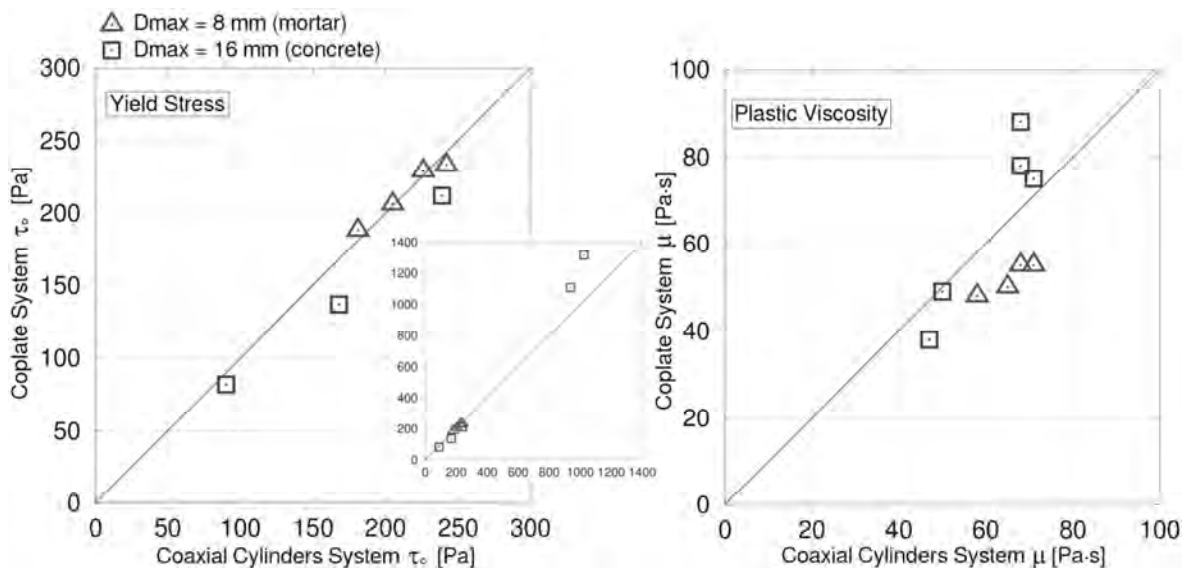 Dmax = 8 mm (mortar)
Dmax = 16 mm (concrete)
Yield Stress
Coplate System τ₀ [Pa]
300
250
200
150
100
50
0
0 50 100 150 200 250 300
Coaxial Cylinders System τ₀ [Pa]
1400
1200
1000
800
600
400
200
0
0 200 400 600 800 1000 1200 1400
Plastic Viscosity
Coplate System μ [Pa·s]
100
80
60
40
20
0
0 20 40 60 80 100
Coaxial Cylinders System μ [Pa·s]